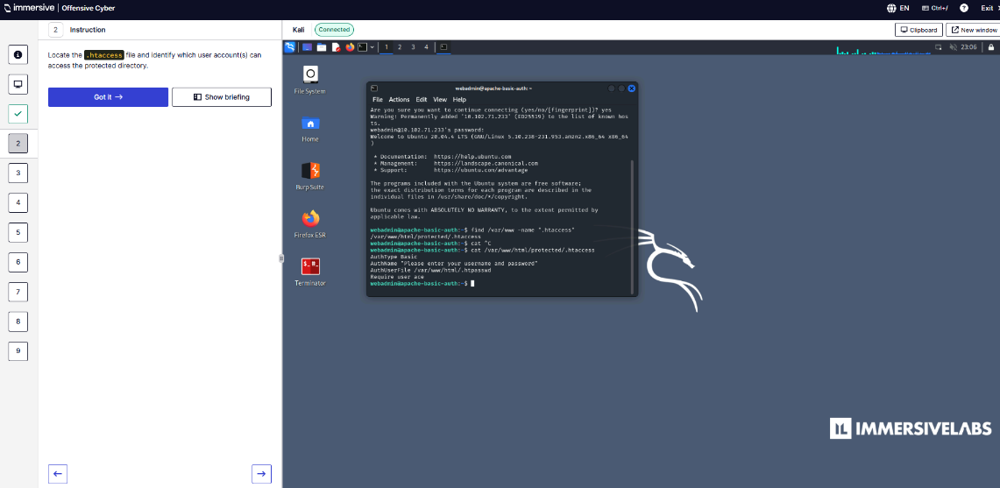 immersive | Offensive Cyber
EN
Ctrl+/
?
Exit
2 Instruction
Kali
Connected
Clipboard
New window
Locate the .htaccess file and identify which user account(s) can
access the protected directory.
Got it →
Show briefing
2
3
4
5
6
7
8
9
1 2 3 4
23:06
File System
Home
Burp Suite
Firefox ESR
Terminator
webadmin@apache-basic-auth: ~
File Actions Edit View Help
Are you sure you want to continue connecting (yes/no/[fingerprint])? yes
Warning: Permanently added '10.102.71.233' (ED25519) to the list of known hos
ts.
webadmin@10.102.71.233's password:
Welcome to Ubuntu 20.04.4 LTS (GNU/Linux 5.10.238-231.953.amzn2.x86_64 x86_64
)
* Documentation: https://help.ubuntu.com
* Management: https://landscape.canonical.com
* Support: https://ubuntu.com/advantage
The programs included with the Ubuntu system are free software;
the exact distribution terms for each program are described in the
individual files in /usr/share/doc/*/copyright.
Ubuntu comes with ABSOLUTELY NO WARRANTY, to the extent permitted by
applicable law.
webadmin@apache-basic-auth:~$ find /var/www -name ".htaccess"
/var/www/html/protected/.htaccess
webadmin@apache-basic-auth:~$ cat ^C
webadmin@apache-basic-auth:~$ cat /var/www/html/protected/.htaccess
AuthType Basic
AuthName "Please enter your username and password"
AuthUserFile /var/www/html/.htpasswd
Require user ace
webadmin@apache-basic-auth:~$
IL IMMERSIVELABS